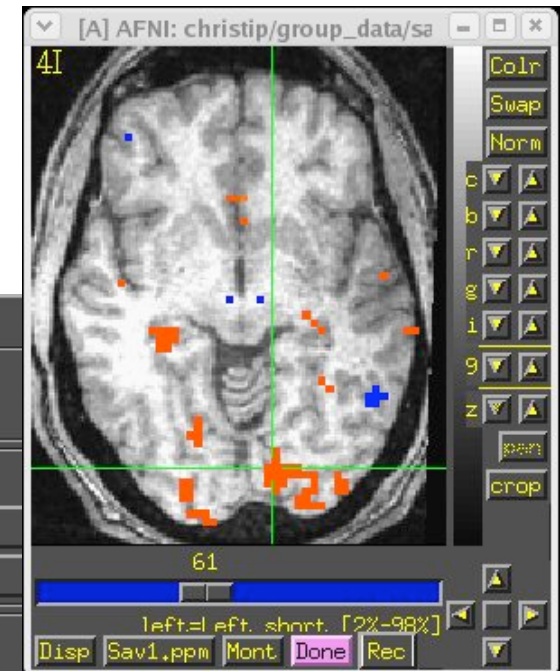 [A] AFNI: christip/group_data/sa
4I
Colr
Swap
Norm
c
b
r
g
i
9
z
pan
crop
61
left=Left, short, [2%-98%]
Disp Sav1.ppm Mont Done Rec